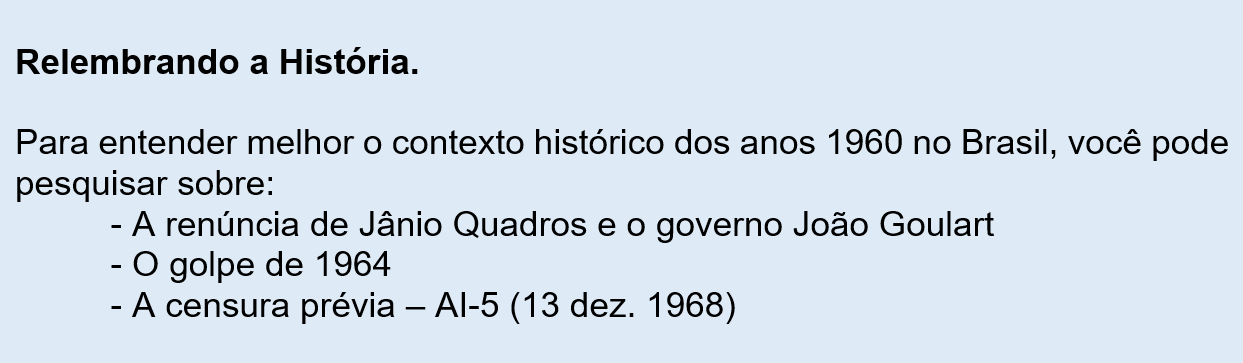 Relembrando a História.
Para entender melhor o contexto histórico dos anos 1960 no Brasil, você pode
pesquisar sobre:
- A renúncia de Jânio Quadros e o governo João Goulart
- O golpe de 1964
- A censura prévia – AI-5 (13 dez. 1968)